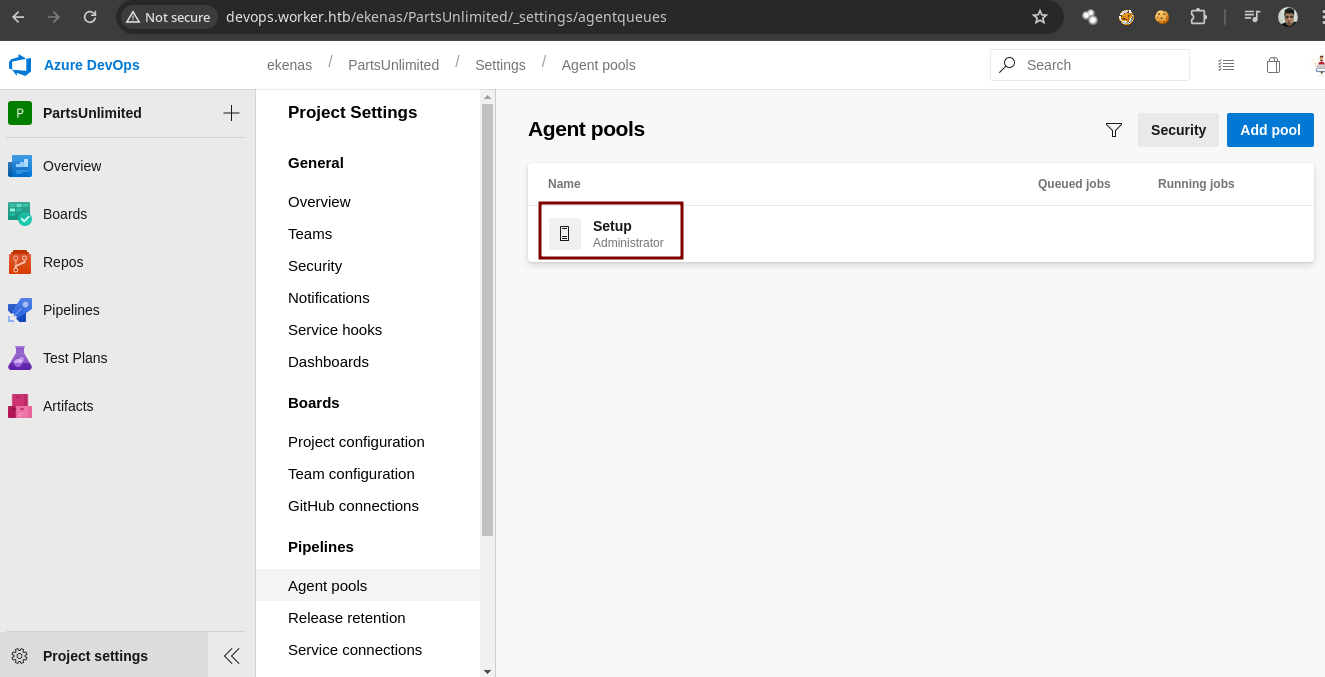 Not secure devops.worker.htb/ekenas/PartsUnlimited/_settings/agentqueues
Azure DevOps
ekenas / PartsUnlimited / Settings / Agent pools
Search
P PartsUnlimited
Overview
Boards
Repos
Pipelines
Test Plans
Artifacts
Project settings
Project Settings
General
Overview
Teams
Security
Notifications
Service hooks
Dashboards
Boards
Project configuration
Team configuration
GitHub connections
Pipelines
Agent pools
Release retention
Service connections
Agent pools
Security
Add pool
Name Queued jobs Running jobs
Setup
Administrator